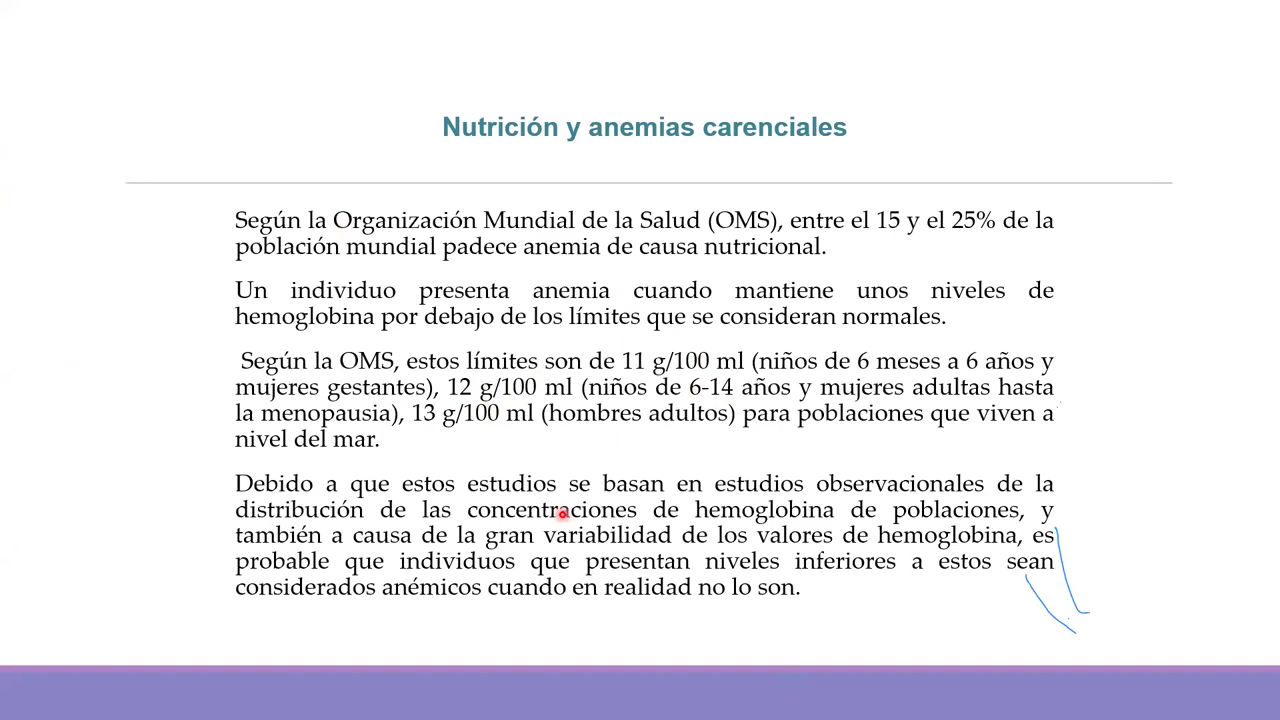 Nutrición y anemias carenciales
Según la Organización Mundial de la Salud (OMS), entre el 15 y el 25% de la
población mundial padece anemia de causa nutricional.
Un individuo presenta anemia cuando mantiene unos niveles de
hemoglobina por debajo de los límites que se consideran normales.
Según la OMS, estos límites son de 11 g/100 ml (niños de 6 meses a 6 años y
mujeres gestantes), 12 g/100 ml (niños de 6-14 años y mujeres adultas hasta
la menopausia), 13 g/100 ml (hombres adultos) para poblaciones que viven a
nivel del mar.
Debido a que estos estudios se basan en estudios observacionales de la
distribución de las concentraciones de hemoglobina de poblaciones, y
también a causa de la gran variabilidad de los valores de hemoglobina, es
probable que individuos que presentan niveles inferiores a estos sean
considerados anémicos cuando en realidad no lo son.